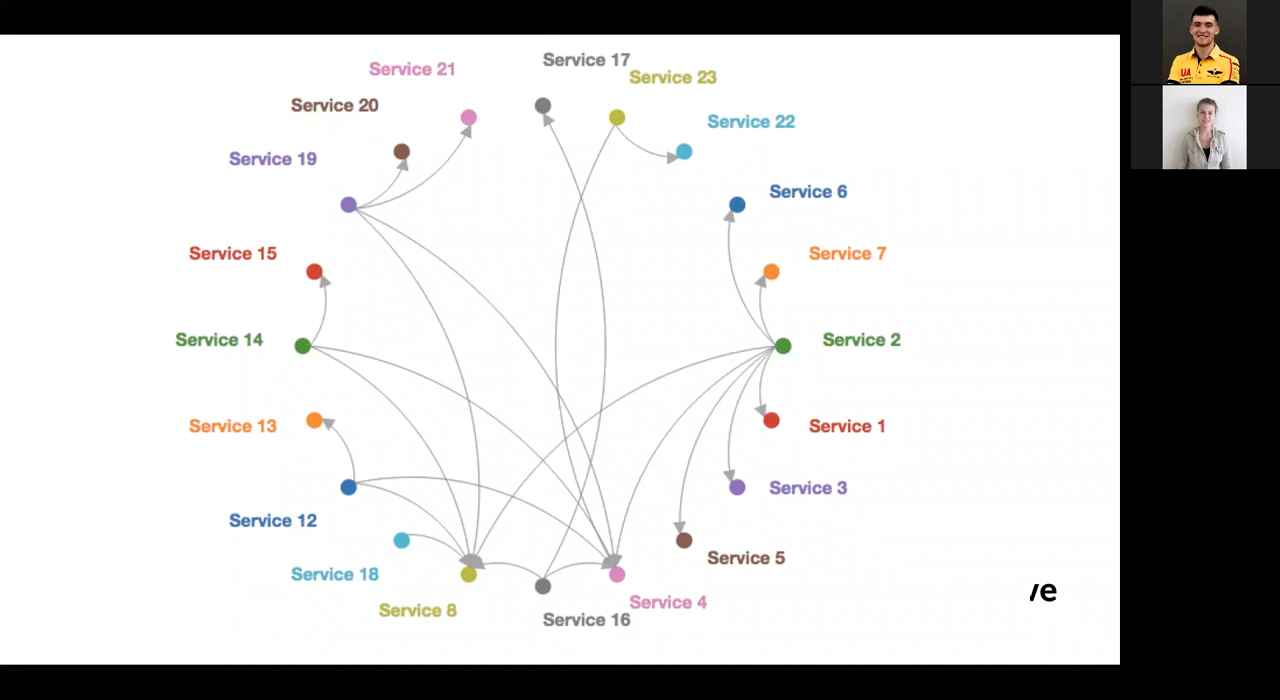 Service 17
Service 21
Service 23
Service 20
Service 22
Service 19
Service 6
Service 15
Service 7
Service 14
Service 2
Service 13
Service 1
Service 3
Service 12
Service 5
Service 18
Service 8
Service 4
Service 16
ve
UA